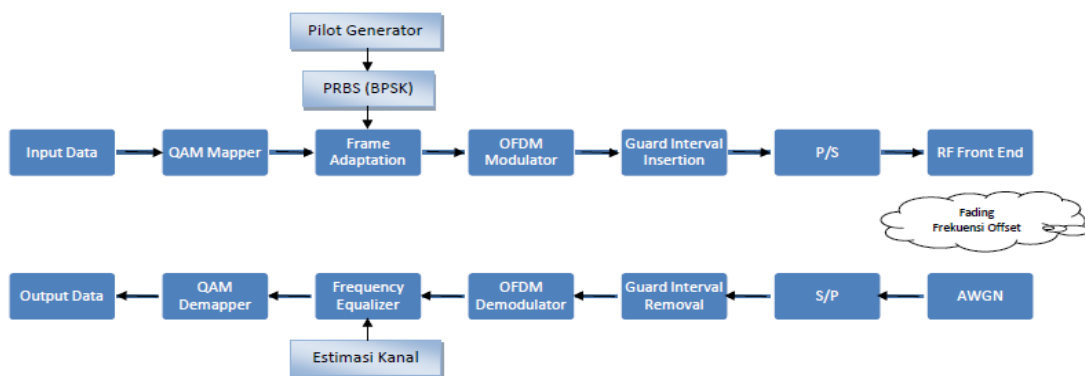 Pilot Generator
PRBS (BPSK)
Input Data
QAM Mapper
Frame
Adaptation
OFDM
Modulator
Guard Interval
Insertion
P/S
RF Front End
Fading
Frekuensi Offset
Output Data
QAM
Demapper
Frequency
Equalizer
OFDM
Demodulator
Guard Interval
Removal
S/P
AWGN
Estimasi Kanal